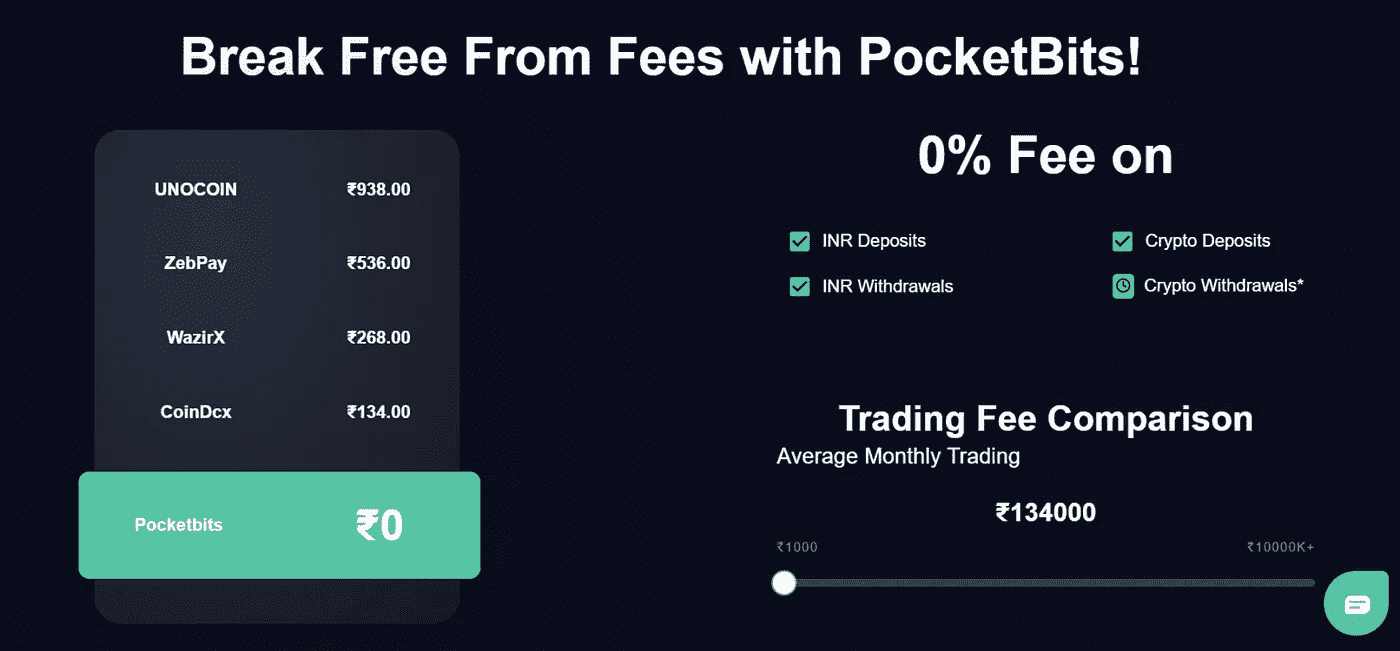 Break Free From Fees with PocketBits!
UNOCOIN ₹938.00
ZebPay ₹536.00
WazirX ₹268.00
CoinDcx ₹134.00
Pocketbits ₹0
0% Fee on
INR Deposits Crypto Deposits
INR Withdrawals Crypto Withdrawals*
Trading Fee Comparison
Average Monthly Trading
₹134000
₹1000 ₹10000K+